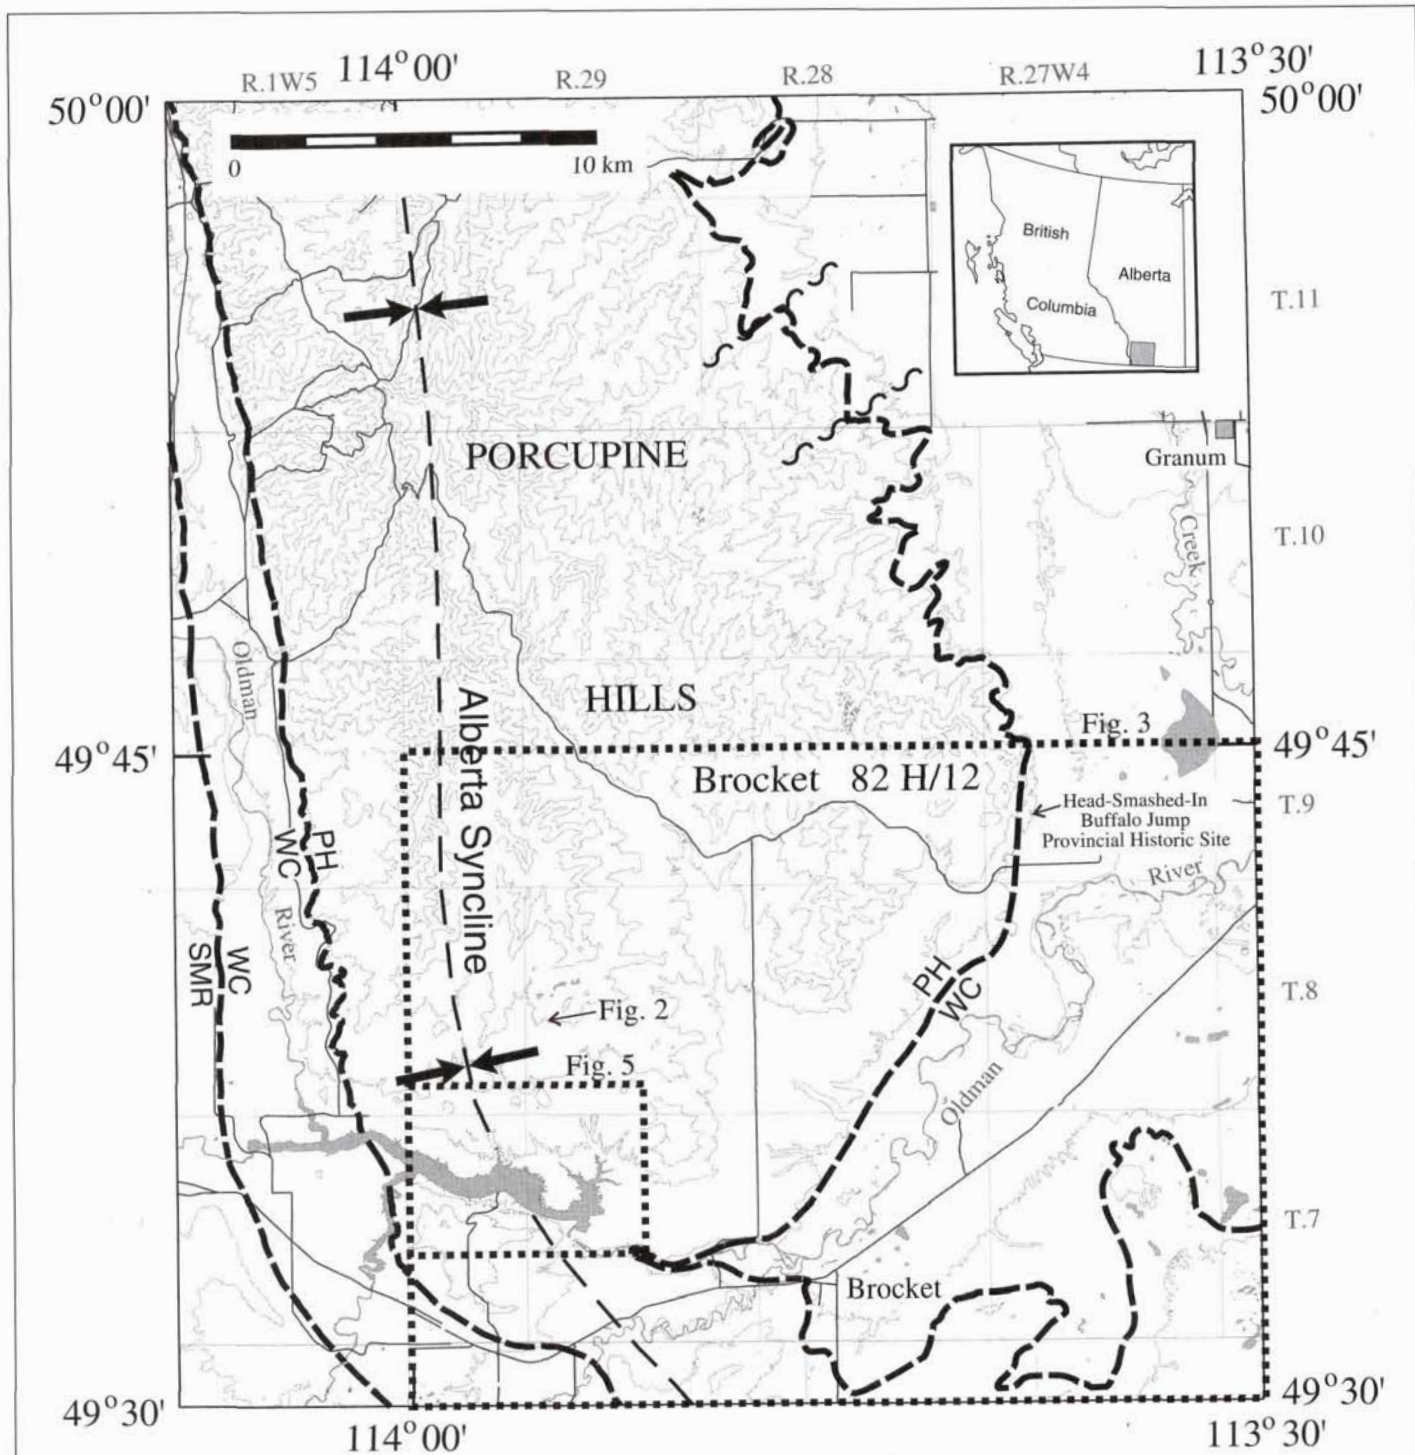 R.1W5
114°00'
R.29
R.28
R.27W4
113°30'
50°00'
50°00'
0
10 km
British
Columbia
Alberta
T.11
PORCUPINE
Granum
T.10
Creek
Oldman
HILLS
Alberta Syncline
Fig. 3
49°45'
49°45'
Brocket 82 H/12
T.9
Head-Smashed-In
Buffalo Jump
Provincial Historic Site
PH
WC
River
River
WC
SMR
PH
WC
T.8
Fig. 2
Fig. 5
Oldman
T.7
Brocket
49°30'
49°30'
114°00'
113°30'